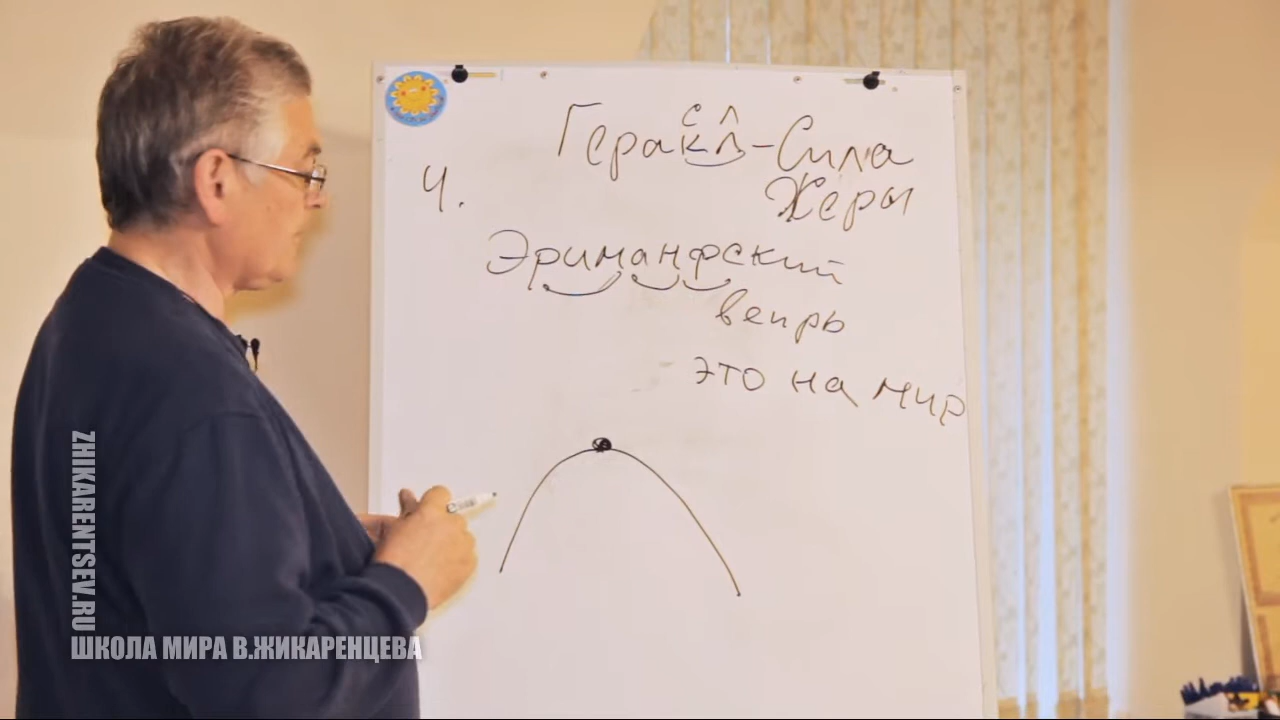 с л
Геракл-Сила
Жеры
4.
Эриманфский
вепрь
это на мир
ZHIKARENTSEV.RU
ШКОЛА МИРА В.ЖИКАРЕНЦЕВА